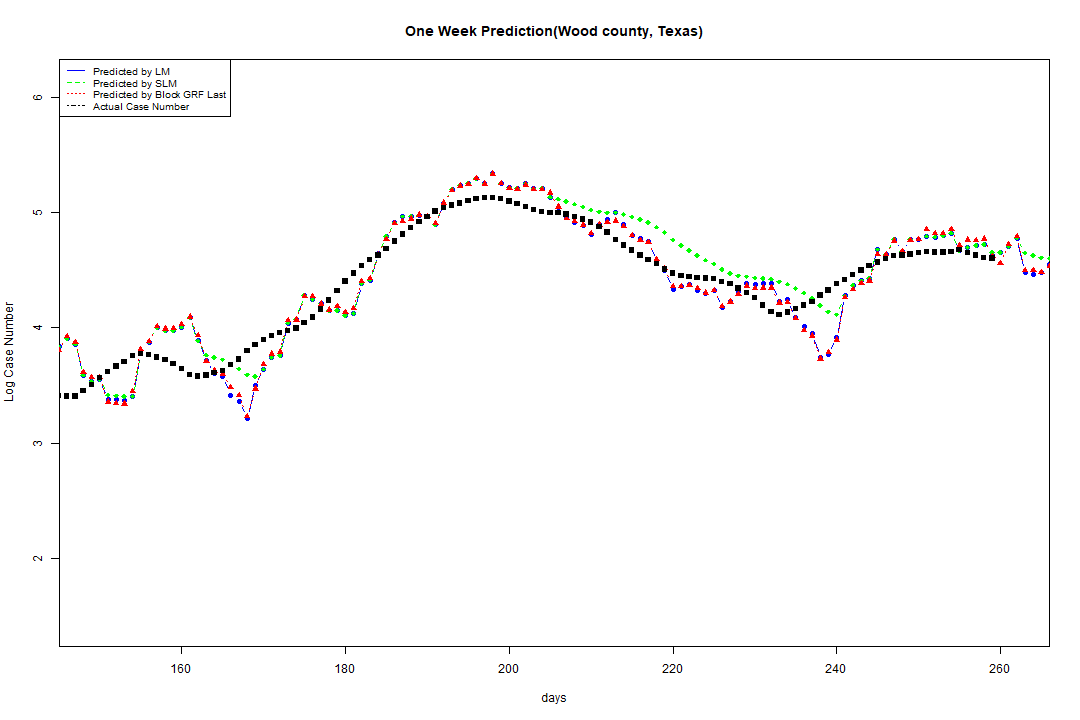 One Week Prediction(Wood county, Texas)
Predicted by LM
Predicted by SLM
Predicted by Block GRF Last
Actual Case Number
6
5
4
3
2
Log Case Number
160 180 200 220 240 260
days